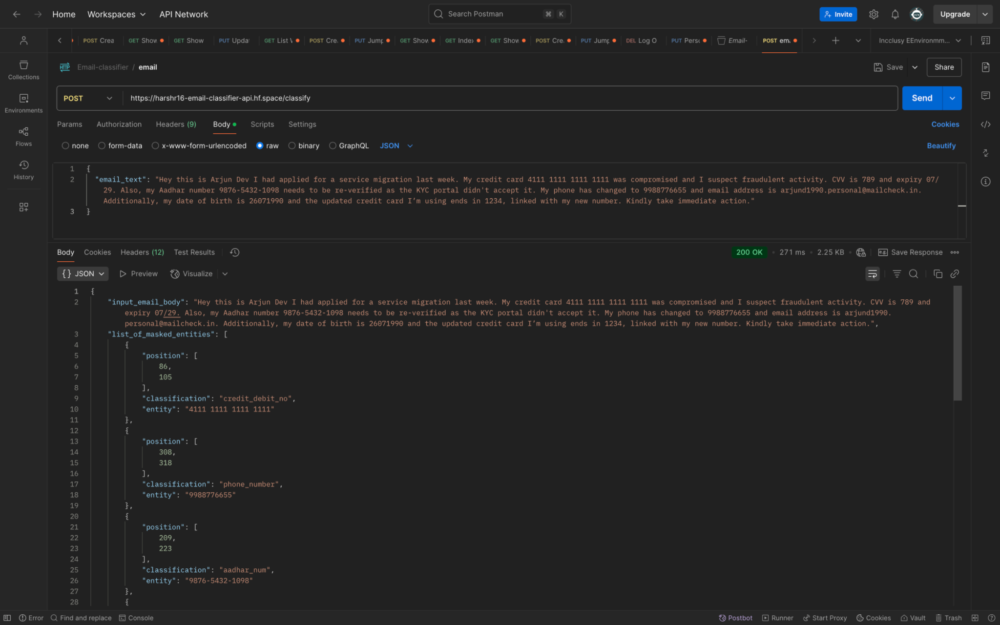 Home Workspaces API Network Search Postman ⌘ K Invite Upgrade
POST Crea GET Show GET Show PUT Updat GET List POST Cre. PUT Jump GET Show GET Index GET Show POST Cre. PUT Jump DEL Log O PUT Pers Email- POST ema Incclusy EEnvironmm...
Email-classifier / email Save Share
POST https://harshr16-email-classifier-api.hf.space/classify Send
Params Authorization Headers (9) Body Scripts Settings Cookies
none form-data x-www-form-urlencoded raw binary GraphQL JSON Beautify
Collections
Environments
Flows
History
1 {
2 "email_text": "Hey this is Arjun Dev I had applied for a service migration last week. My credit card 4111 1111 1111 1111 was compromised and I suspect fraudulent activity. CVV is 789 and expiry 07/
29. Also, my Aadhar number 9876-5432-1098 needs to be re-verified as the KYC portal didn't accept it. My phone has changed to 9988776655 and email address is arjund1990.personal@mailcheck.in.
Additionally, my date of birth is 26071990 and the updated credit card I’m using ends in 1234, linked with my new number. Kindly take immediate action."
3 }
Body Cookies Headers (12) Test Results 200 OK 271 ms 2.25 KB e.g. Save Response
{} JSON Preview Visualize
1 {
2 "input_email_body": "Hey this is Arjun Dev I had applied for a service migration last week. My credit card 4111 1111 1111 1111 was compromised and I suspect fraudulent activity. CVV is 789 and
expiry 07/29. Also, my Aadhar number 9876-5432-1098 needs to be re-verified as the KYC portal didn't accept it. My phone has changed to 9988776655 and email address is arjund1990.
personal@mailcheck.in. Additionally, my date of birth is 26071990 and the updated credit card I’m using ends in 1234, linked with my new number. Kindly take immediate action.",
3 "list_of_masked_entities": [
4 {
5 "position": [
6 86,
7 105
8 ],
9 "classification": "credit_debit_no",
10 "entity": "4111 1111 1111 1111"
11 },
12 {
13 "position": [
14 308,
15 318
16 ],
17 "classification": "phone_number",
18 "entity": "9988776655"
19 },
20 {
21 "position": [
22 209,
23 223
24 ],
25 "classification": "aadhar_num",
26 "entity": "9876-5432-1098"
27 },
28 {
Error Find and replace Console Postbot Runner Start Proxy Cookies Vault Trash